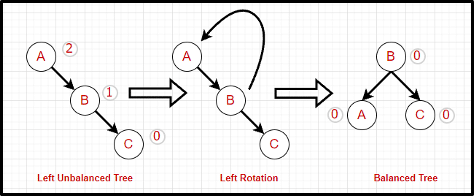 A 2
B 1
C 0
Left Unbalanced Tree
A
B
C
Left Rotation
B 0
0 A C 0
Balanced Tree